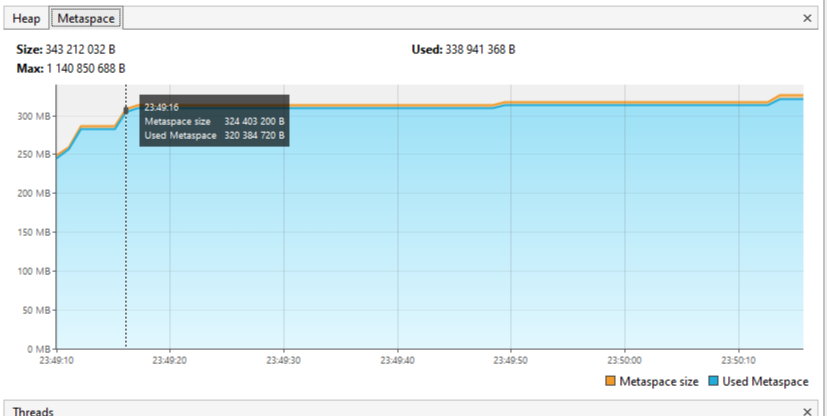 Heap Metaspace
Size: 343 212 032 B Used: 338 941 368 B
Max: 1 140 850 688 B
23:49:16
Metaspace size 324 403 200 B
Used Metaspace 320 384 720 B
300 MB
250 MB
200 MB
150 MB
100 MB
50 MB
0 MB
23:49:10 23:49:20 23:49:30 23:49:40 23:49:50 23:50:00 23:50:10
Metaspace size Used Metaspace
Threads